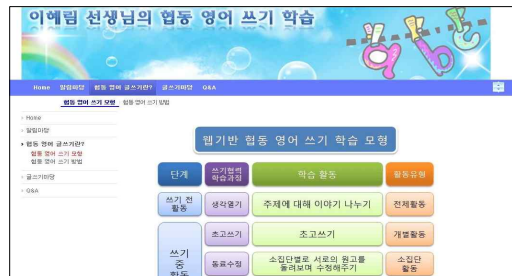 이혜림 선생님의 협동 영어 쓰기 학습
a b c
Home 알림마당 협동 영어 글쓰기란? 글쓰기마당 Q&A
협동 영어 쓰기 모형 협동 영어 쓰기 방법
Home
알림마당
협동 영어 글쓰기란?
협동 영어 쓰기 모형
협동 영어 쓰기 방법
글쓰기마당
Q&A
웹기반 협동 영어 쓰기 학습 모형
단계 쓰기협력 학습과정 학습 활동 활동유형
쓰기 전 활동 생각열기 주제에 대해 이야기 나누기 전체활동
쓰기 중 활동
초고쓰기 초고쓰기 개별활동
동료수정 소집단별로 서로의 원고를 돌려보며 수정해주기 소집단 활동